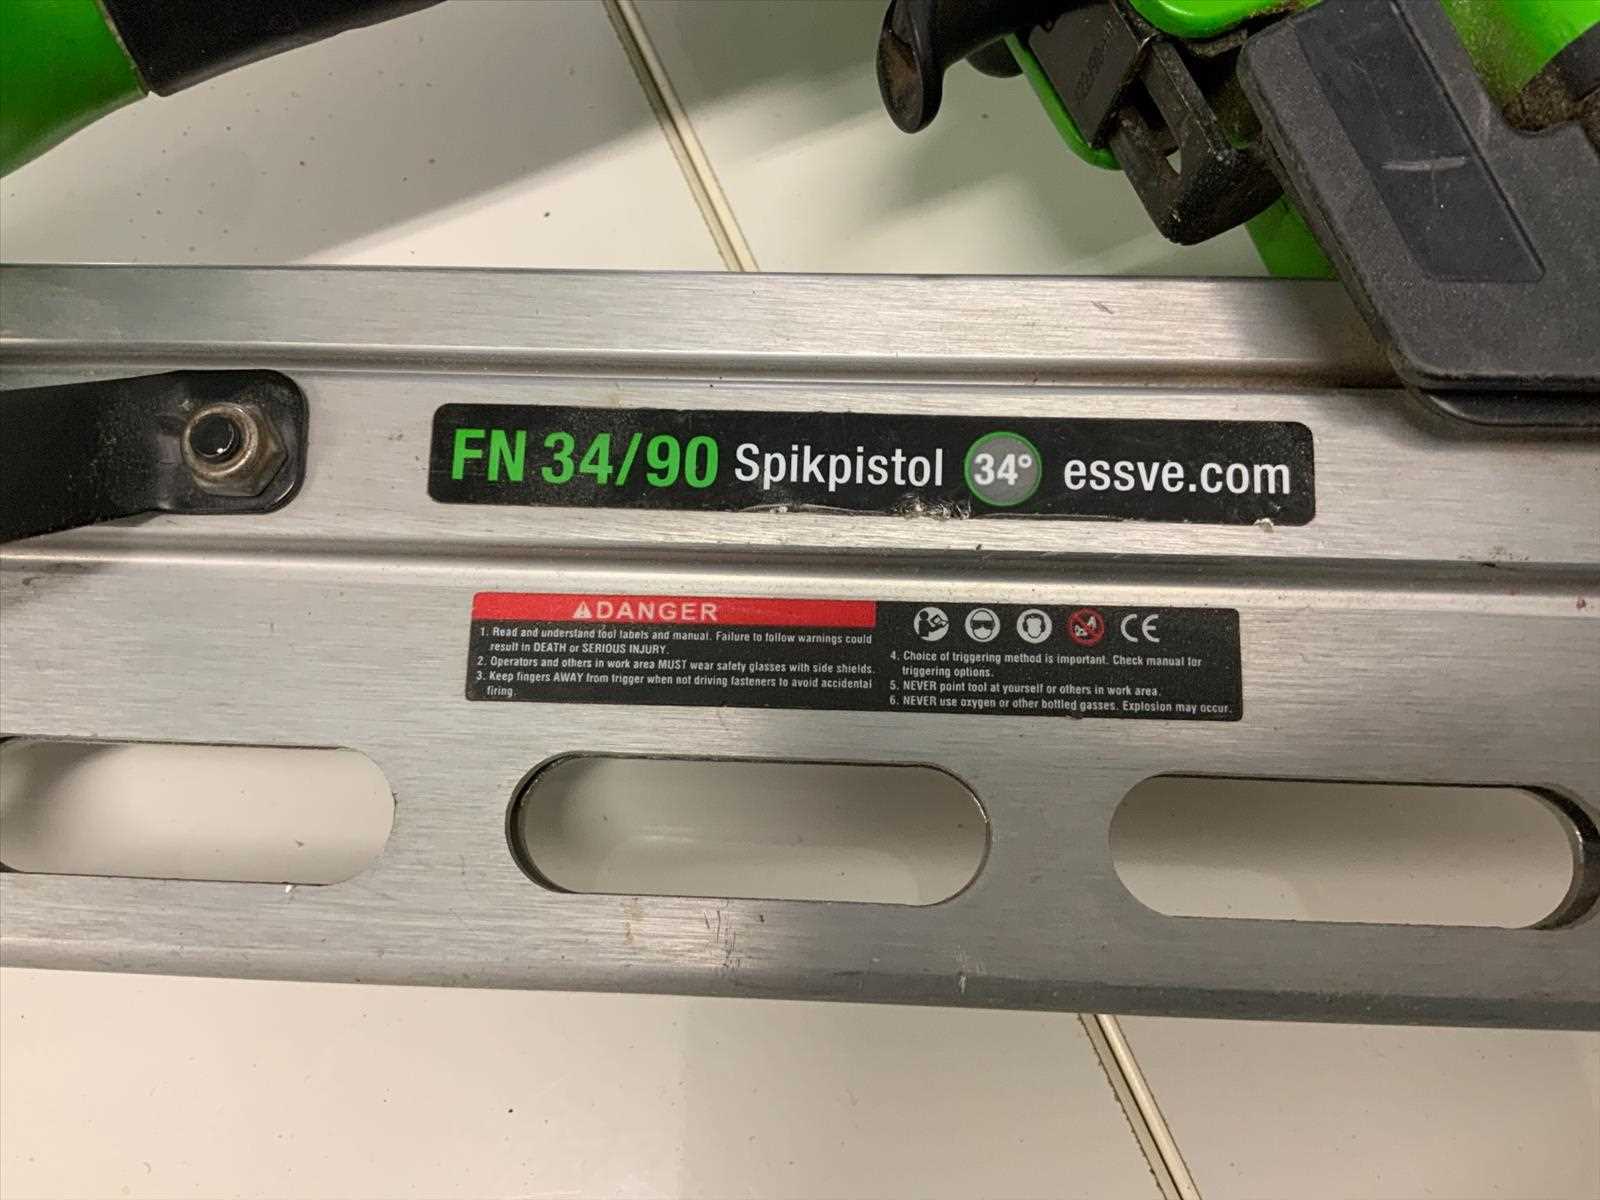 FN 34/90 Spikpistol 34° essve.com
DANGER
1. Read and understand tool labels and manual. Failure to follow warnings could
result in DEATH or SERIOUS INJURY.
2. Operators and others in work area MUST wear safety glasses with side shields.
3. Keep fingers AWAY from trigger when not driving fasteners to avoid accidental
firing.
CE
4. Choice of triggering method is important. Check manual for
triggering options.
5. NEVER point tool at yourself or others in work area.
6. NEVER use oxygen or other bottled gasses. Explosion may occur.